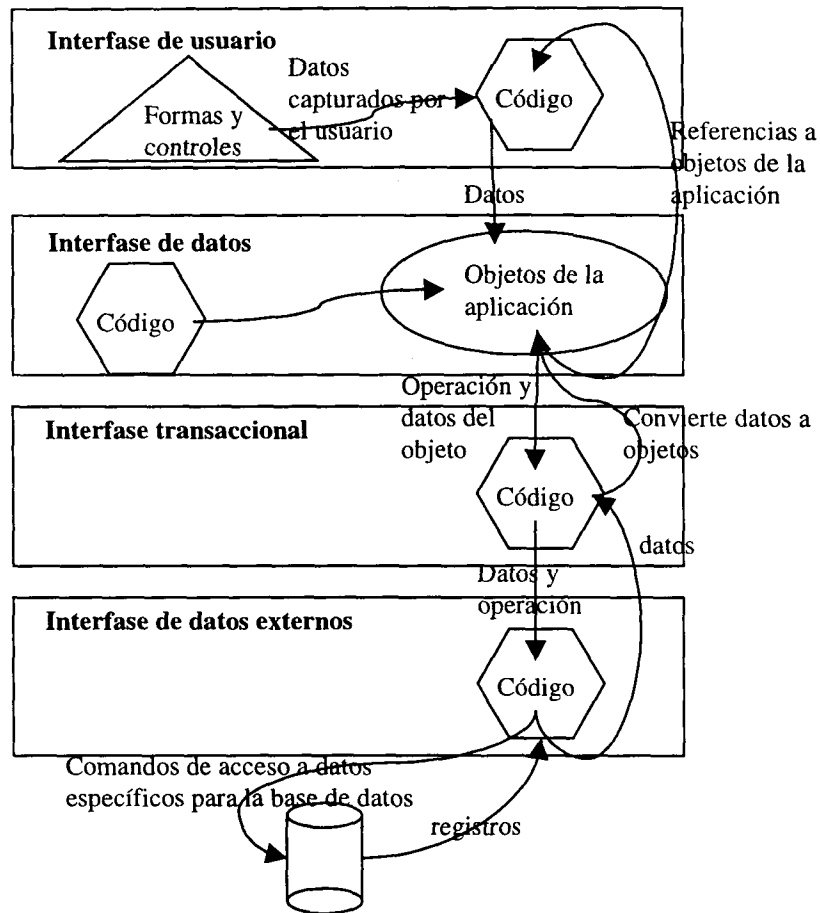 Interfase de usuario
Datos
capturados por
el usuario
Formas y
controles
Código
Referencias a
objetos de la
aplicación
Datos
Interfase de datos
Código
Objetos de la
aplicación
Operación y
datos del
objeto
Convierte datos a
objetos
Interfase transaccional
Código
datos
Datos y
operación
Interfase de datos externos
Código
Comandos de acceso a datos
específicos para la base de datos
registros